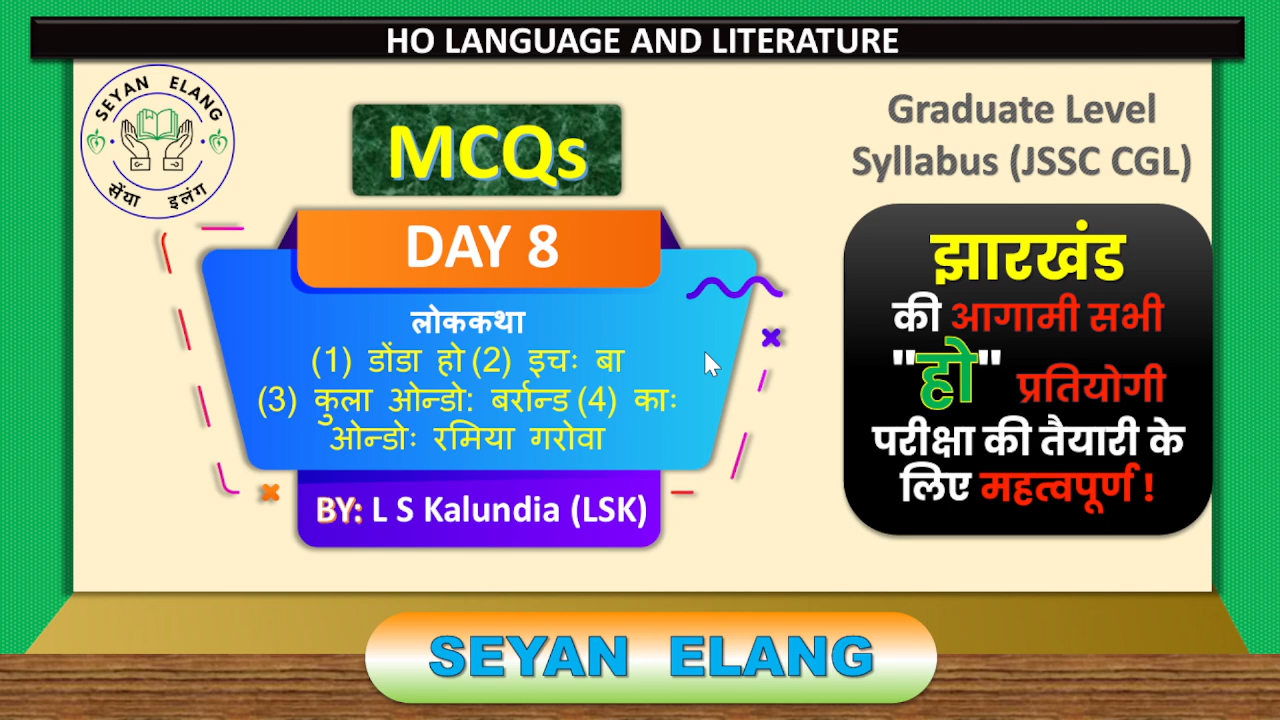 HO LANGUAGE AND LITERATURE
SEYAN ELANG
सेंया इलंग
MCQs
DAY 8
लोककथा
(1) डोंडा हो (2) इचः बा
(3) कुला ओन्डो: बर्रान्ड (4) काः
ओन्डोः रमिया गरोवा
BY: L S Kalundia (LSK)
Graduate Level
Syllabus (JSSC CGL)
झारखंड
की आगामी सभी
"हो" प्रतियोगी
परीक्षा की तैयारी के
लिए महत्वपूर्ण !
SEYAN ELANG